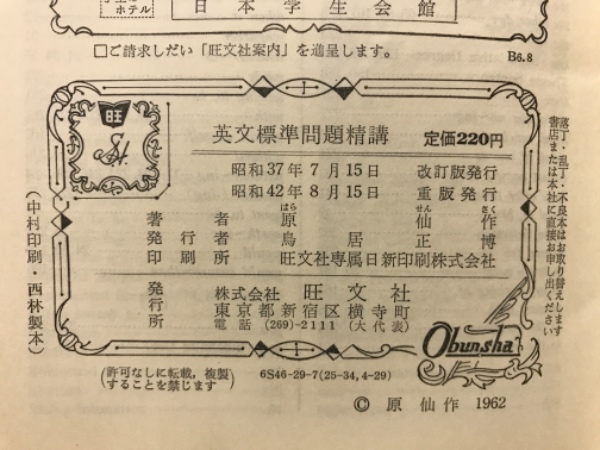 ホテル
日本学生会館
□ご請求しだい「旺文社案内」を進呈します。
B6.8
旺
英文標準問題精講 定価220円
昭和37年7月15日 改訂版発行
昭和42年8月15日 重版発行
はら せん さく
著者 原仙作
発行者 鳥居正博
印刷所 旺文社専属日新印刷株式会社
発行所
株式会社 旺文社
東京都新宿区横寺町
電話 (269)-2111 (大代表)
Obunsha
(中村印刷・西林製本)
落丁・乱丁・不良本はお取り替えします
書店または本社に直接お申し出ください
(許可なしに転載，複製
することを禁じます)
6S46-29-7(25-34, 4-29)
© 原 仙作 1962